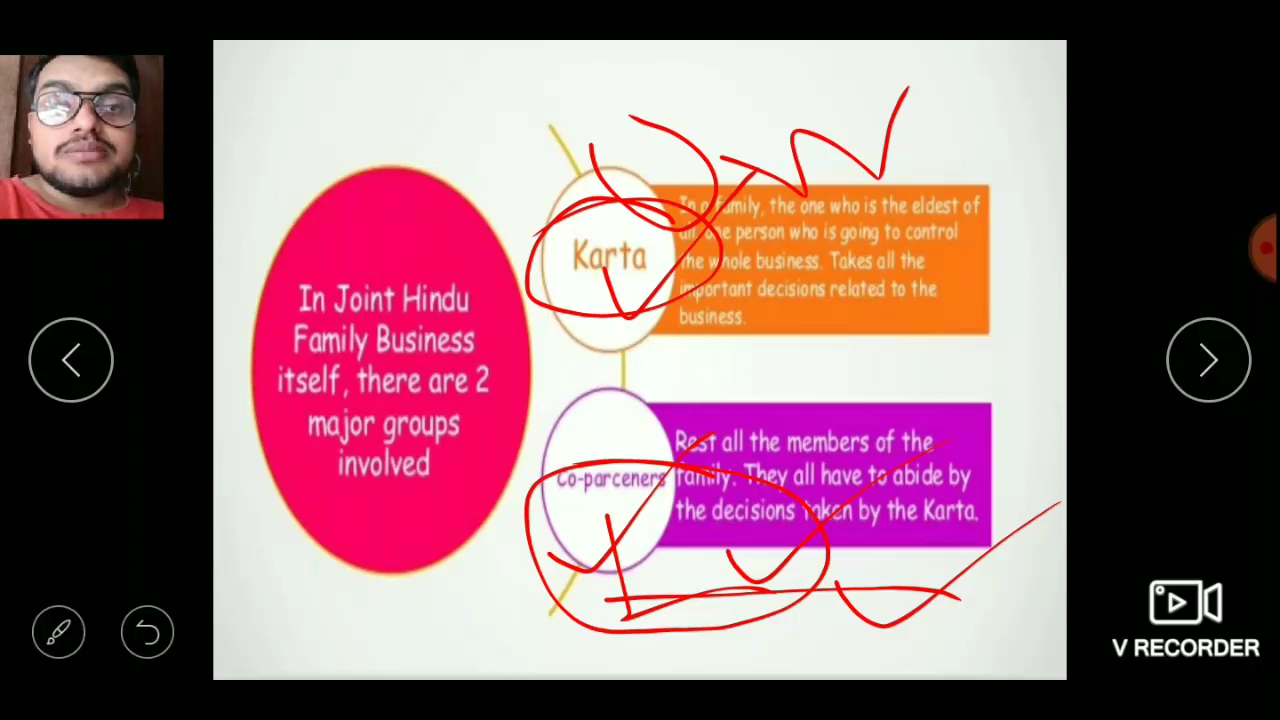 In Joint Hindu
Family Business
itself, there are 2
major groups
involved
Karta
In a family, the one who is the eldest of
all one person who is going to control
the whole business. Takes all the
important decisions related to the
business.
Co-parceners
Rest all the members of the
family. They all have to abide by
the decisions taken by the Karta.
V RECORDER